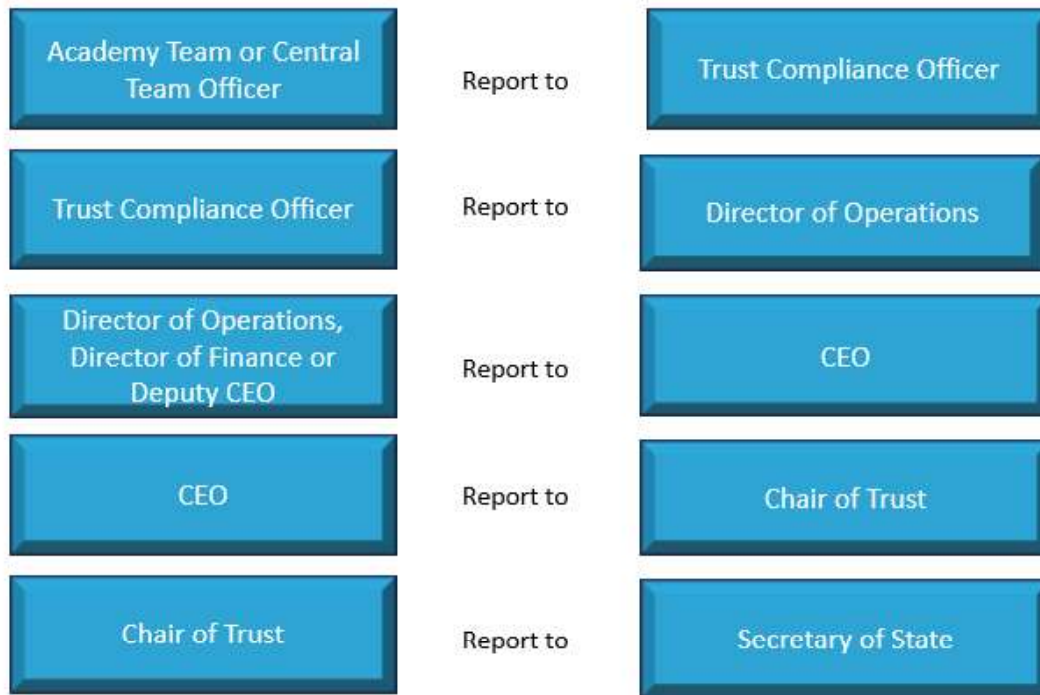 Academy Team or Central
Team Officer
Report to
Trust Compliance Officer
Trust Compliance Officer
Report to
Director of Operations
Director of Operations,
Director of Finance or
Deputy CEO
Report to
CEO
CEO
Report to
Chair of Trust
Chair of Trust
Report to
Secretary of State